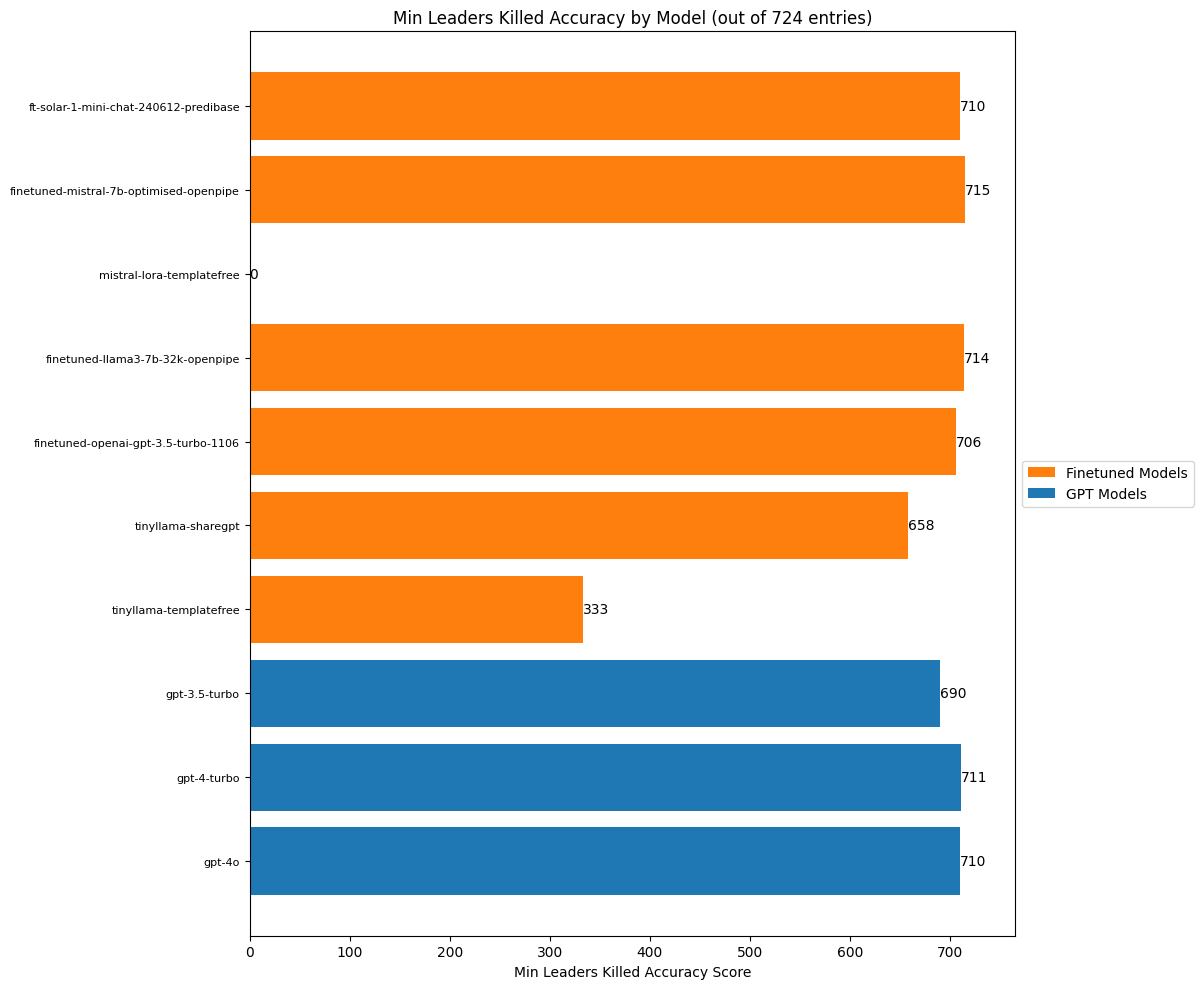 Min Leaders Killed Accuracy by Model (out of 724 entries)
ft-solar-1-mini-chat-240612-predibase
710
finetuned-mistral-7b-optimised-openpipe
715
mistral-lora-templatefree
0
finetuned-llama3-7b-32k-openpipe
714
finetuned-openai-gpt-3.5-turbo-1106
706
tinyllama-sharegpt
658
tinyllama-templatefree
333
gpt-3.5-turbo
690
gpt-4-turbo
711
gpt-4o
710
0 100 200 300 400 500 600 700
Min Leaders Killed Accuracy Score
Finetuned Models
GPT Models